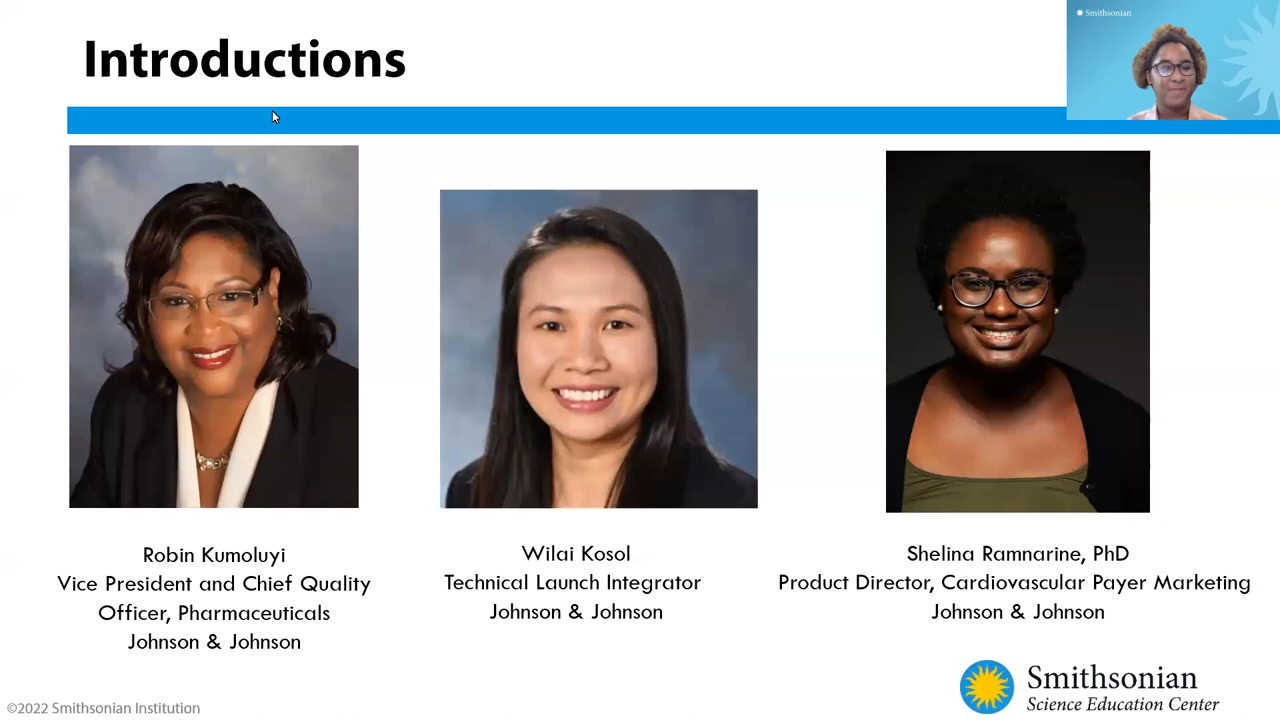 Introductions
Smithsonian
Robin Kumoluyi
Vice President and Chief Quality
Officer, Pharmaceuticals
Johnson & Johnson
Wilai Kosol
Technical Launch Integrator
Johnson & Johnson
Shelina Ramnarine, PhD
Product Director, Cardiovascular Payer Marketing
Johnson & Johnson
Smithsonian
Science Education Center
©2022 Smithsonian Institution